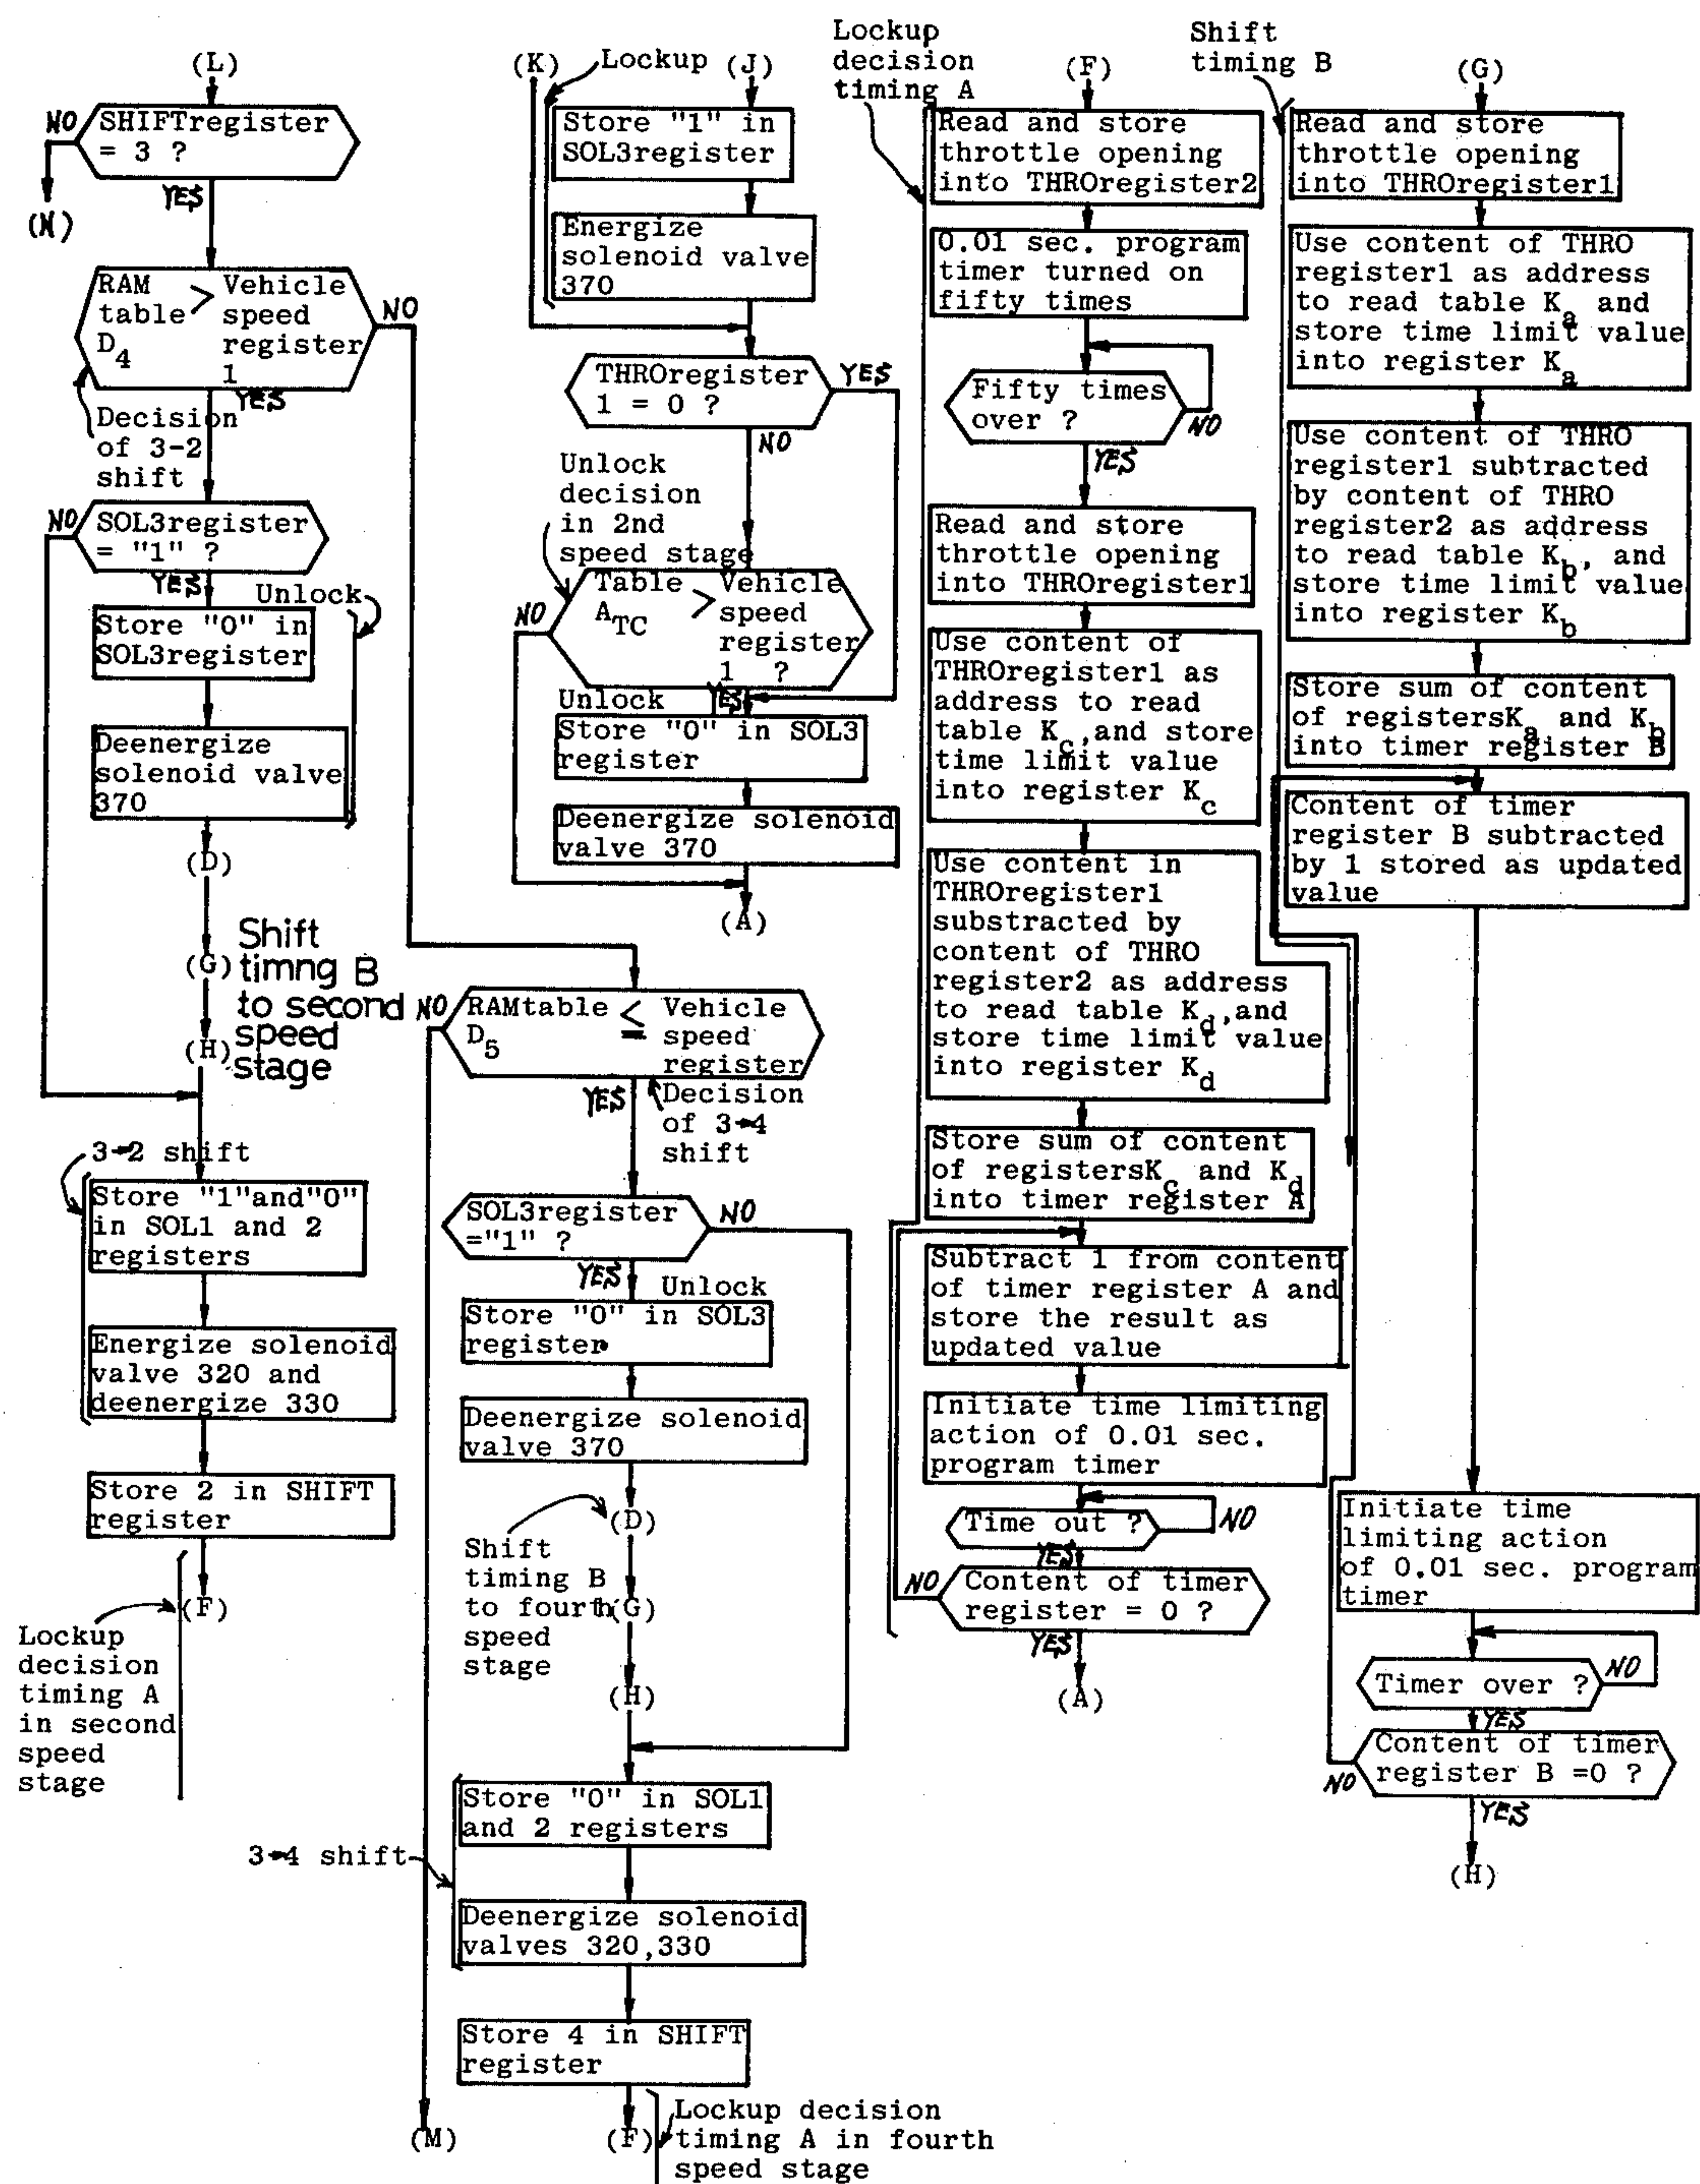 (L)
NO
SHIFTregister
= 3 ?
YES
(N)
RAM
table
D4
>
Vehicle
speed
register
1
NO
YES
Decision
of 3-2
shift
NO
SOL3register
= "1" ?
YES
Unlock
Store "0" in
SOL3register
Deenergize
solenoid valve
370
(D)
(G)
(H)
Shift
timng B
to second
speed
stage
3→2 shift
Store "1"and"0"
in SOL1 and 2
registers
Energize solenoid
valve 320 and
deenergize 330
Store 2 in SHIFT
register
(F)
Lockup
decision
timing A
in second
speed
stage
(K)
Lockup
(J)
Store "1" in
SOL3register
Energize
solenoid valve
370
THROregister
1 = 0 ?
YES
NO
Unlock
decision
in 2nd
speed stage
NO
Table
ATC
>
Vehicle
speed
register
1 ?
YES
Unlock
Store "0" in SOL3
register
Deenergize solenoid
valve 370
(A)
NO
RAMtable
D5
≦
Vehicle
speed
register
YES
Decision
of 3→4
shift
SOL3register
="1" ?
NO
YES
Unlock
Store "0" in SOL3
register
Deenergize solenoid
valve 370
(D)
Shift
timing B
to fourth
speed
stage
(G)
(H)
Store "0" in SOL1
and 2 registers
3→4 shift
Deenergize solenoid
valves 320,330
Store 4 in SHIFT
register
(M)
(F)
Lockup decision
timing A in fourth
speed stage
Lockup
decision
timing A
(F)
Read and store
throttle opening
into THROregister2
0.01 sec. program
timer turned on
fifty times
Fifty times
over ?
NO
YES
Read and store
throttle opening
into THROregister1
Use content of
THROregister1 as
address to read
table Kc,and store
time limit value
into register Kc
Use content in
THROregister1
substracted by
content of THRO
register2 as address
to read table Kd,and
store time limit value
into register Kd
Store sum of content
of registersKc and Kd
into timer register A
Subtract 1 from content
of timer register A and
store the result as
updated value
Initiate time limiting
action of 0.01 sec.
program timer
Time out ?
NO
YES
NO
Content of timer
register = 0 ?
YES
(A)
Shift
timing B
(G)
Read and store
throttle opening
into THROregister1
Use content of THRO
register1 as address
to read table Ka and
store time limit value
into register Ka
Use content of THRO
register1 subtracted
by content of THRO
register2 as address
to read table Kb, and
store time limit value
into register Kb
Store sum of content
of registersKa and Kb
into timer register B
Content of timer
register B subtracted
by 1 stored as updated
value
Initiate time
limiting action
of 0.01 sec. program
timer
Timer over ?
NO
YES
Content of timer
register B =0 ?
NO
YES
(H)